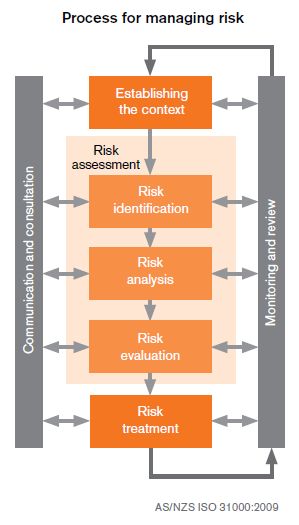 Process for managing risk
Establishing
the context
Risk
assessment
Risk
identification
Risk
analysis
Risk
evaluation
Risk
treatment
Communication and consultation
Monitoring and review
AS/NZS ISO 31000:2009